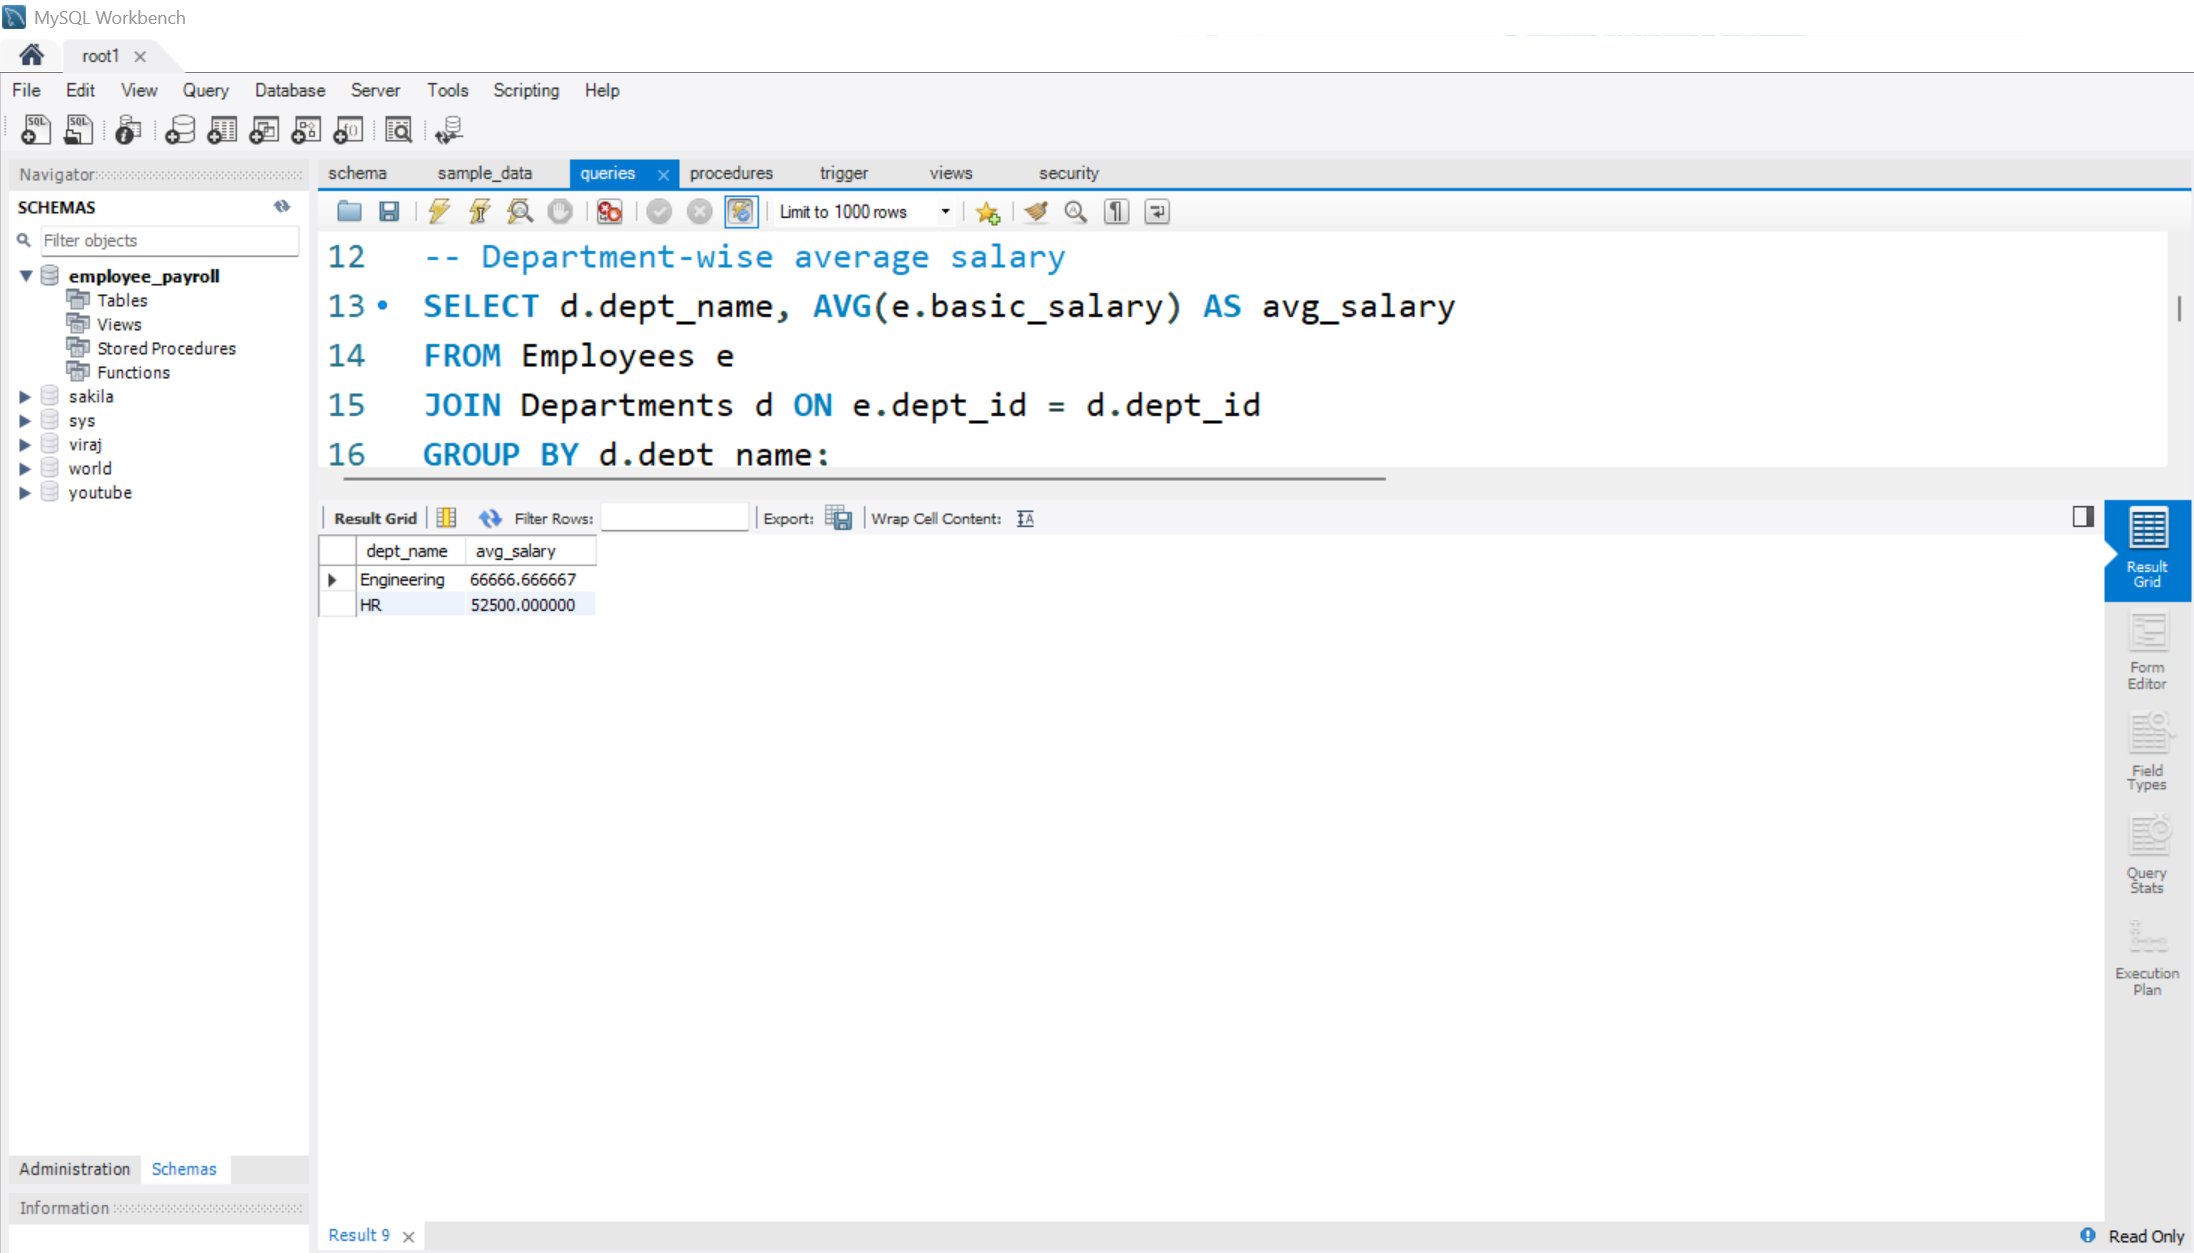 MySQL Workbench
root1
File Edit View Query Database Server Tools Scripting Help
Navigator
SCHEMAS
Filter objects
employee_payroll
Tables
Views
Stored Procedures
Functions
sakila
sys
viraj
world
youtube
Administration Schemas
Information
schema sample_data queries procedures trigger views security
Limit to 1000 rows
12 -- Department-wise average salary
13 SELECT d.dept_name, AVG(e.basic_salary) AS avg_salary
14 FROM Employees e
15 JOIN Departments d ON e.dept_id = d.dept_id
16 GROUP BY d.dept_name;
Result Grid Filter Rows: Export: Wrap Cell Content:
dept_name avg_salary
Engineering 66666.666667
HR 52500.000000
Result
Grid
Form
Editor
Field
Types
Query
Stats
Execution
Plan
Result 9
Read Only